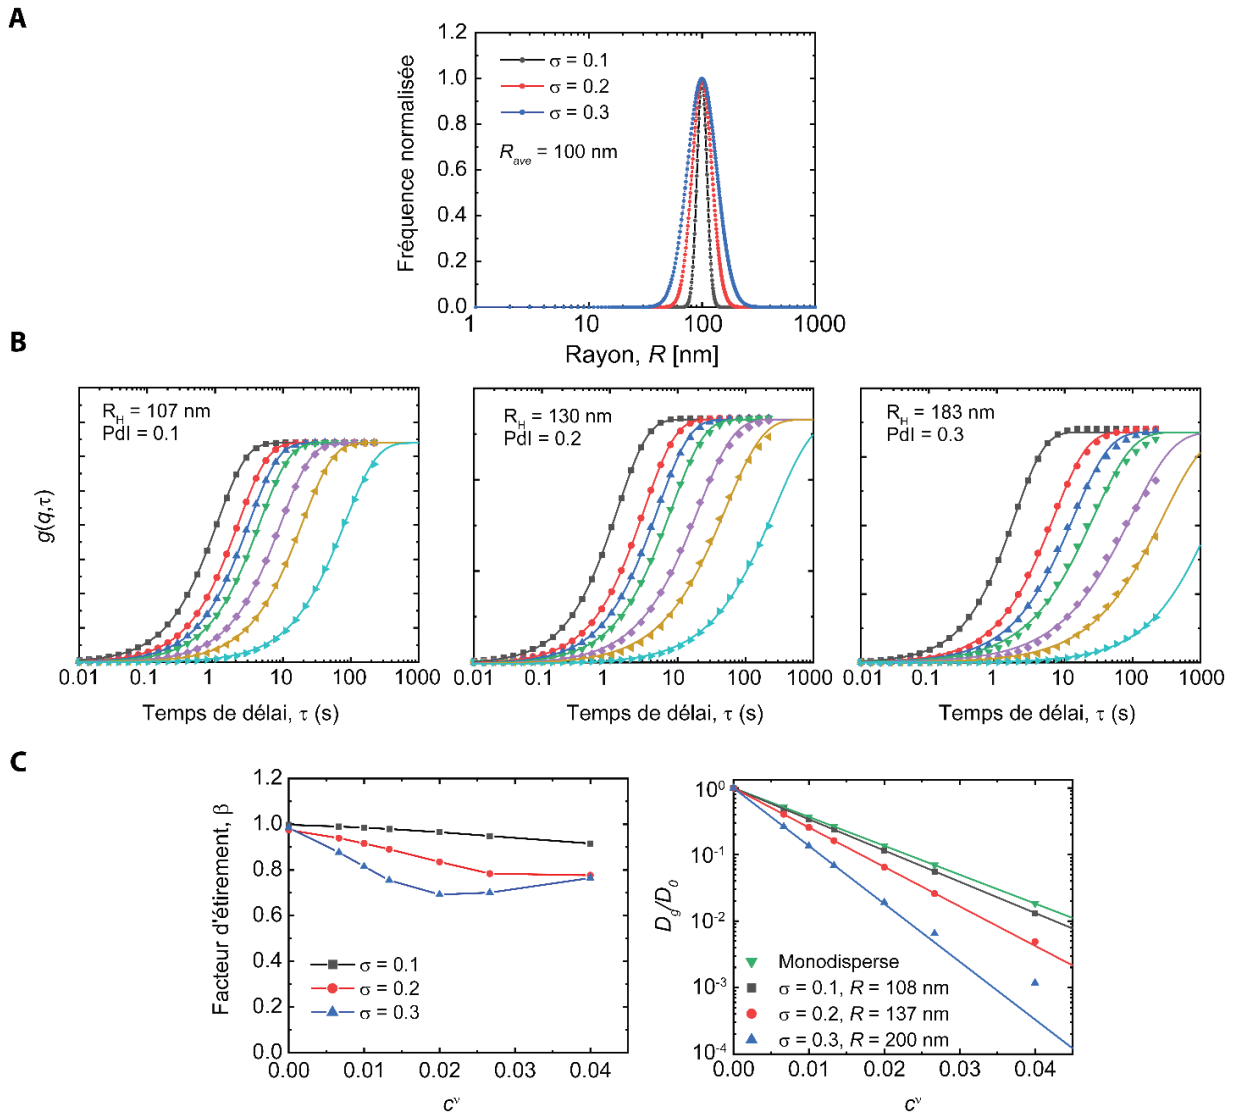 A
1.2
1.0
0.8
0.6
0.4
0.2
0.0
Fréquence normalisée
σ = 0.1
σ = 0.2
σ = 0.3
R_ave = 100 nm
1 10 100 1000
Rayon, R [nm]
B
g(q,τ)
R_H = 107 nm
PdI = 0.1
0.01 0.1 1 10 100 1000
Temps de délai, τ (s)
R_H = 130 nm
PdI = 0.2
0.01 0.1 1 10 100 1000
Temps de délai, τ (s)
R_H = 183 nm
PdI = 0.3
0.01 0.1 1 10 100 1000
Temps de délai, τ (s)
C
1.2
1.0
0.8
0.6
0.4
0.2
0.0
Facteur d'étirement, β
σ = 0.1
σ = 0.2
σ = 0.3
0.00 0.01 0.02 0.03 0.04
c^ν
10^0
10^-1
10^-2
10^-3
10^-4
D_g/D_0
Monodisperse
σ = 0.1, R = 108 nm
σ = 0.2, R = 137 nm
σ = 0.3, R = 200 nm
0.00 0.01 0.02 0.03 0.04
c^ν